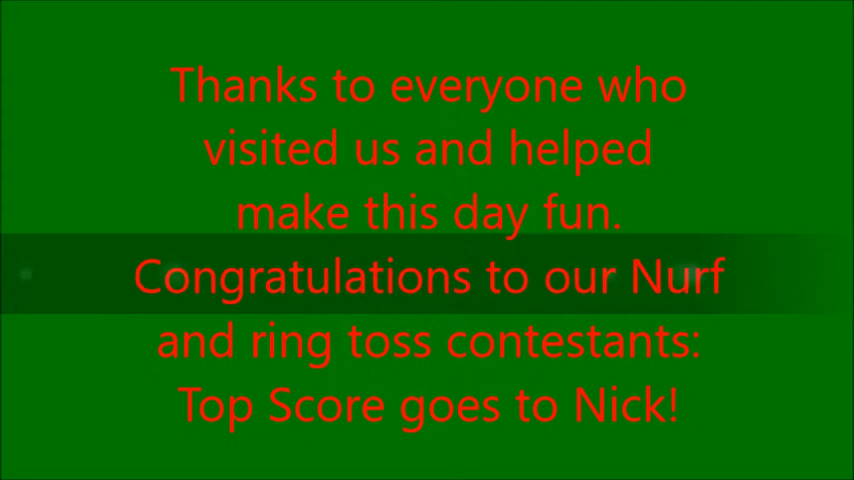 Thanks to everyone who
visited us and helped
make this day fun.
Congratulations to our Nurf
and ring toss contestants:
Top Score goes to Nick!